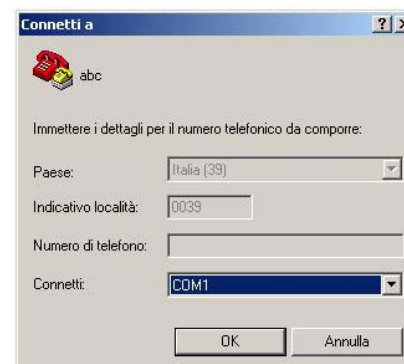 Connetti a
abc
Immettere i dettagli per il numero telefonico da comporre:
Paese: Italia (39)
Indicativo località: 0039
Numero di telefono:
Connetti: COM1
OK Annulla